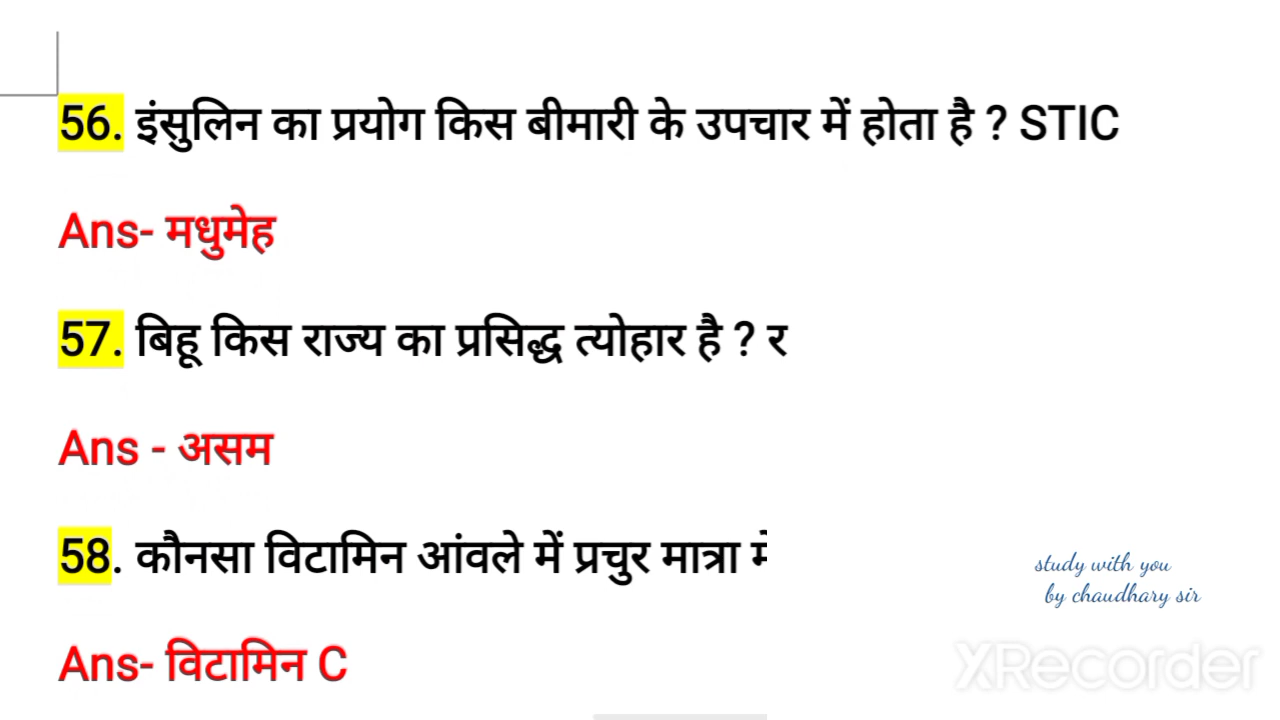 56. इंसुलिन का प्रयोग किस बीमारी के उपचार में होता है ? STIC
Ans- मधुमेह
57. बिहू किस राज्य का प्रसिद्ध त्योहार है ? र
Ans - असम
58. कौनसा विटामिन आंवले में प्रचुर मात्रा में
study with you
by chaudhary sir
Ans- विटामिन C
XRecorder